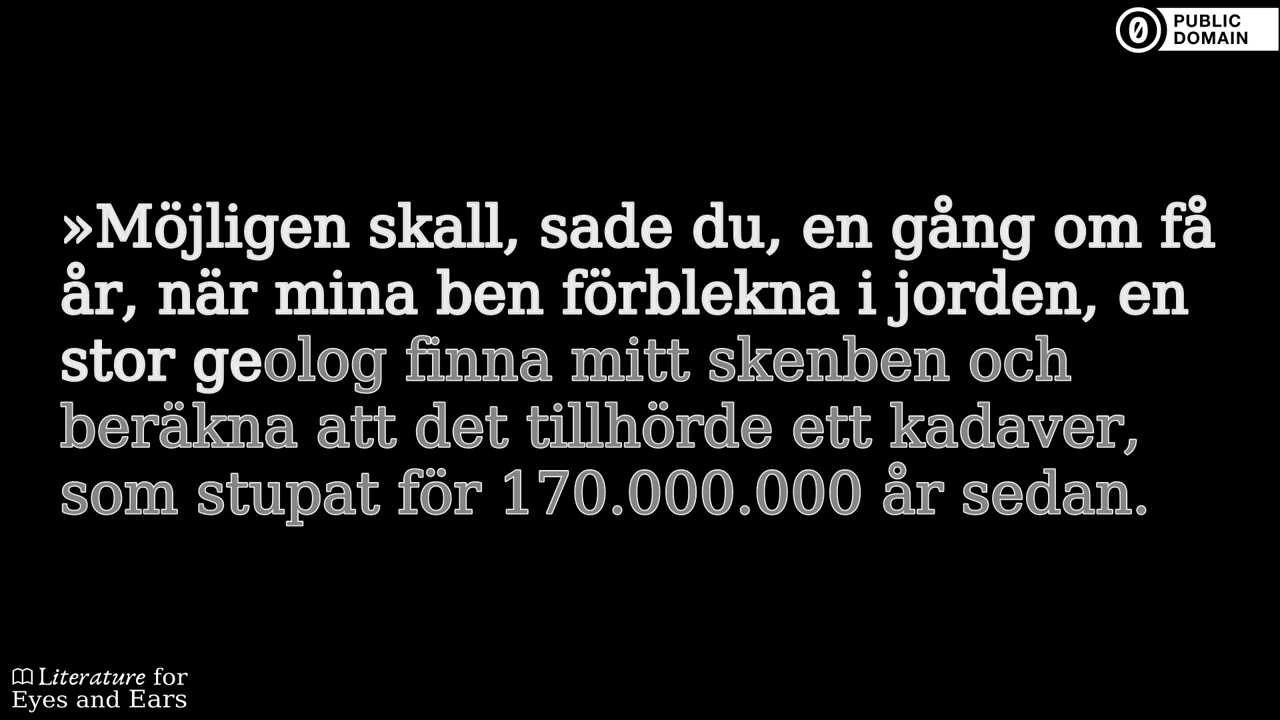 PUBLIC
DOMAIN
»Möjligen skall, sade du, en gång om få
år, när mina ben förblekna i jorden, en
stor geolog finna mitt skenben och
beräkna att det tillhörde ett kadaver,
som stupat för 170.000.000 år sedan.
Literature for
Eyes and Ears